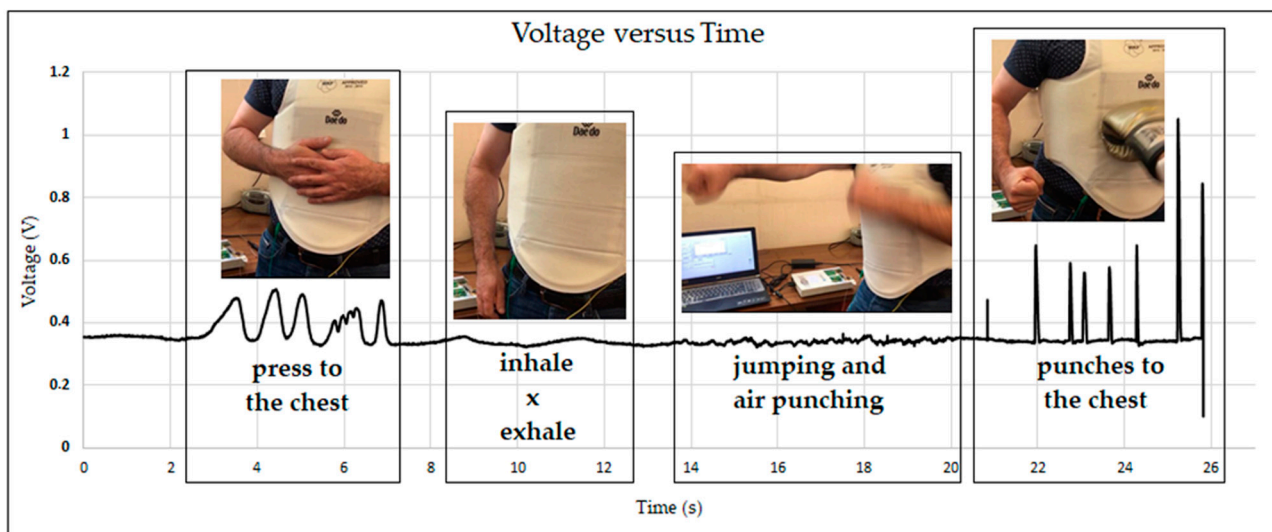 Voltage versus Time
1.2
1
0.8
0.6
0.4
0.2
0
Voltage (V)
Daedo
Daedo
press to
the chest
inhale
x
exhale
jumping and
air punching
punches to
the chest
0 2 4 6 8 10 12 14 16 18 20 22 24 26
Time (s)